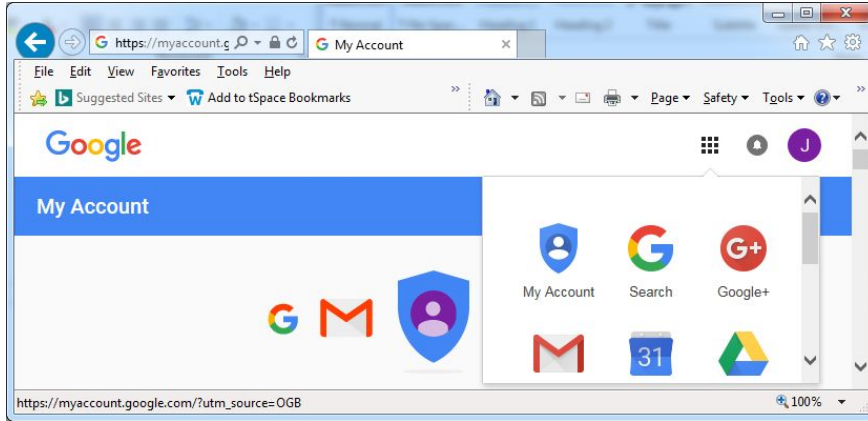 https://myaccount.g
My Account
File Edit View Favorites Tools Help
Suggested Sites Add to tSpace Bookmarks
Page Safety Tools
Google
J
My Account
My Account Search Google+
31
https://myaccount.google.com/?utm_source=OGB
100%